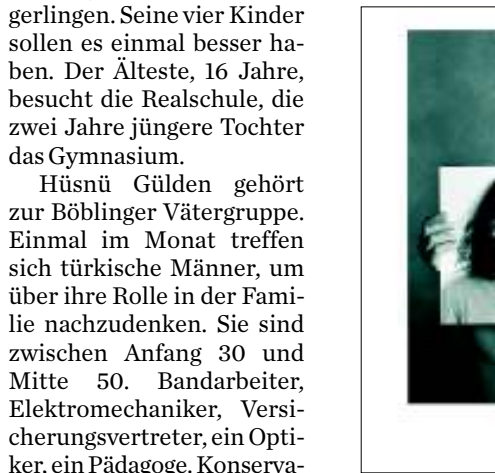 gerlingen. Seine vier Kinder
sollen es einmal besser ha-
ben. Der Älteste, 16 Jahre,
besucht die Realschule, die
zwei Jahre jüngere Tochter
das Gymnasium.
Hüsnü Gülden gehört
zur Böblinger Vätergruppe.
Einmal im Monat treffen
sich türkische Männer, um
über ihre Rolle in der Fami-
lie nachzudenken. Sie sind
zwischen Anfang 30 und
Mitte 50. Bandarbeiter,
Elektromechaniker, Versi-
cherungsvertreter, ein Opti-
ker, ein Pädagoge. Konserva-